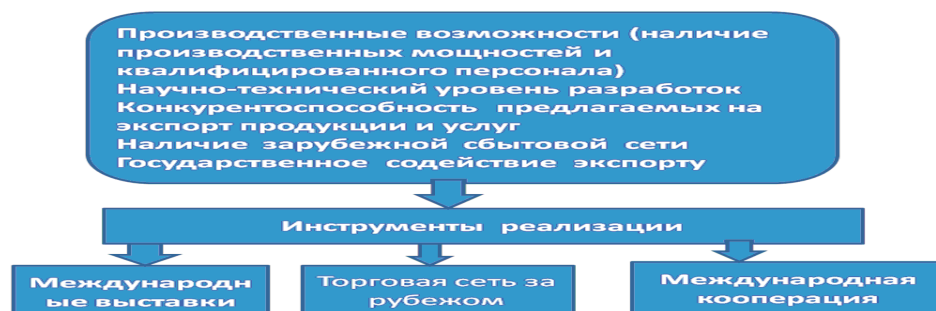 Производственные возможности (наличие
производственных мощностей и
квалифицированного персонала)
Научно-технический уровень разработок
Конкурентоспособность предлагаемых на
экспорт продукции и услуг
Наличие зарубежной сбытовой сети
Государственное содействие экспорту
Инструменты реализации
Международн
ые выставки
Торговая сеть за
рубежом
Международная
кооперация